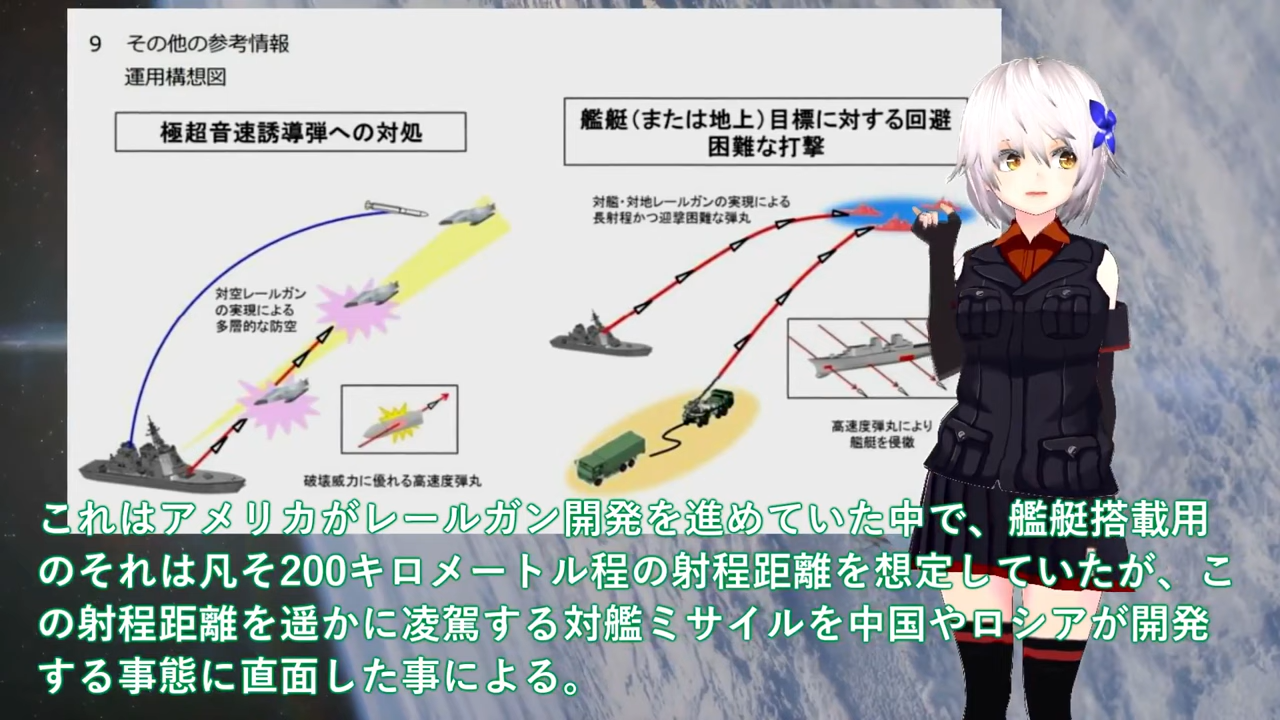 9 その他の参考情報
運用構想図
極超音速誘導弾への対処
艦艇(または地上)目標に対する回避
困難な打撃
対艦・対地レールガンの実現による
長射程かつ迎撃困難な弾丸
対空レールガン
の実現による
多層的な防空
高速度弾丸により
艦艇を侵徹
破壊威力に優れる高速度弾丸
これはアメリカがレールガン開発を進めていた中で、艦艇搭載用
のそれは凡そ200キロメートル程の射程距離を想定していたが、こ
の射程距離を遥かに凌駕する対艦ミサイルを中国やロシアが開発
する事態に直面した事による。